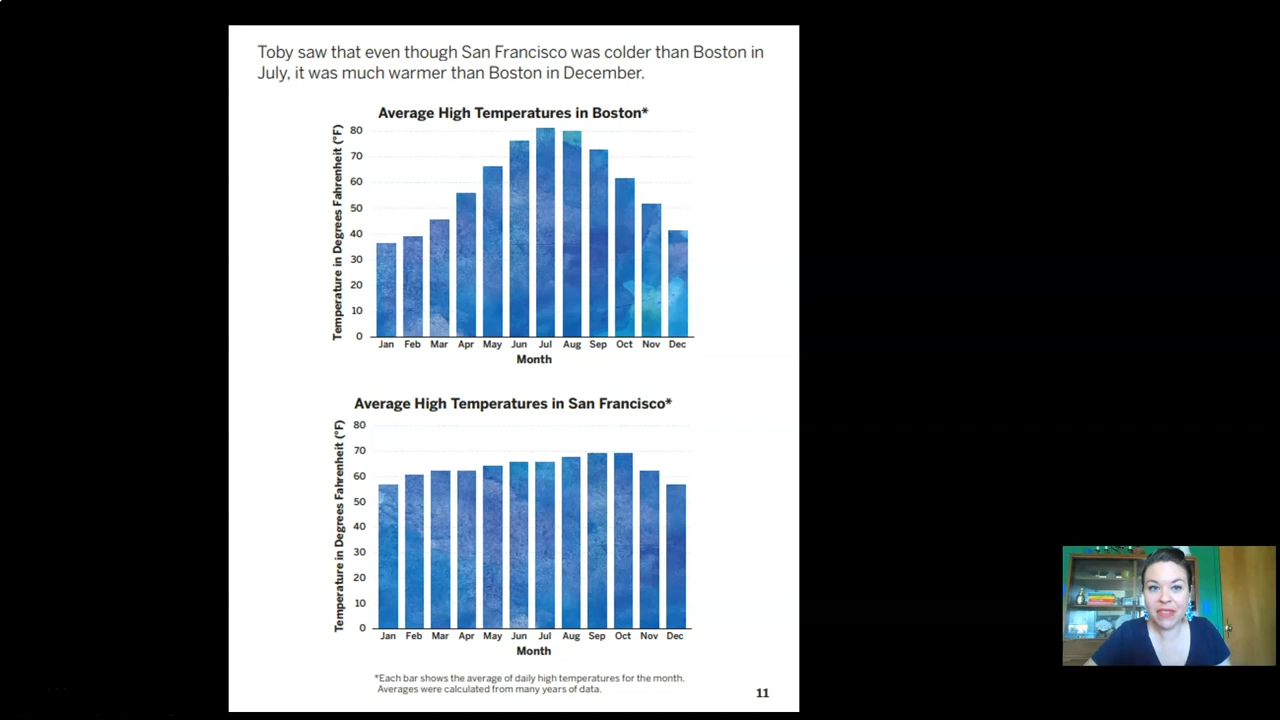 Toby saw that even though San Francisco was colder than Boston in
July, it was much warmer than Boston in December.
Average High Temperatures in Boston*
Temperature in Degrees Fahrenheit (°F)
80
70
60
50
40
30
20
10
0
Jan Feb Mar Apr May Jun Jul Aug Sep Oct Nov Dec
Month
Average High Temperatures in San Francisco*
Temperature in Degrees Fahrenheit (°F)
80
70
60
50
40
30
20
10
0
Jan Feb Mar Apr May Jun Jul Aug Sep Oct Nov Dec
Month
*Each bar shows the average of daily high temperatures for the month.
Averages were calculated from many years of data.
11